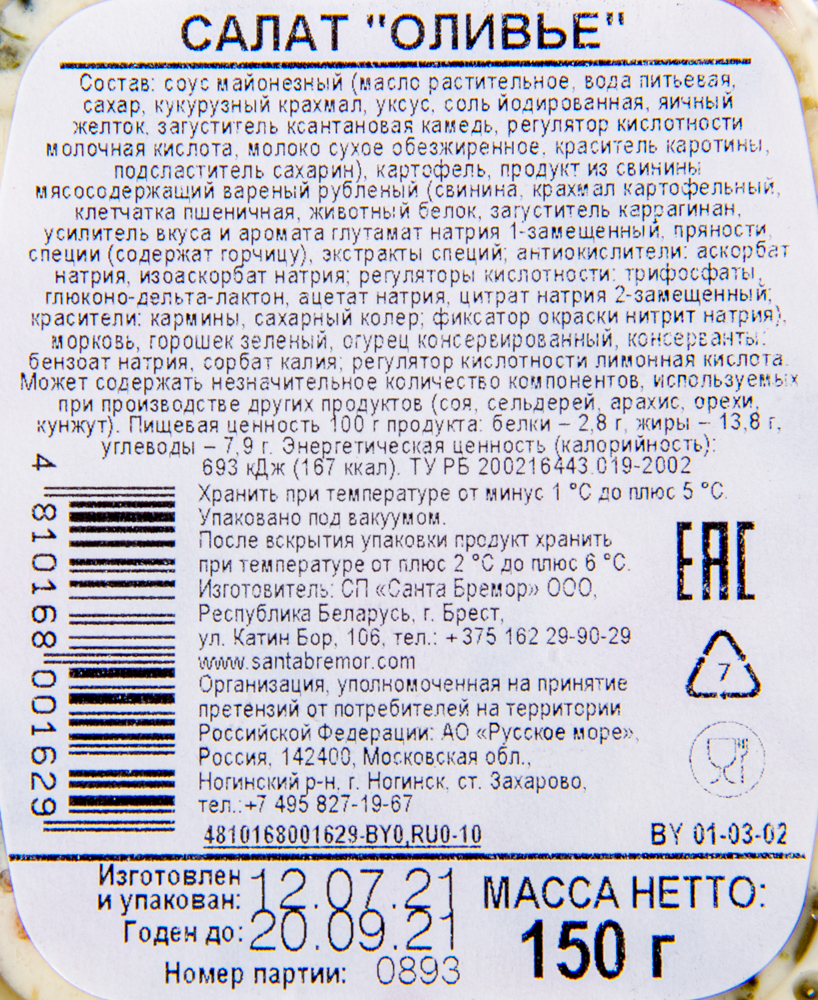 САЛАТ "ОЛИВЬЕ"
Состав: соус майонезный (масло растительное, вода питьевая,
сахар, кукурузный крахмал, уксус, соль йодированная, яичный
желток, загуститель ксантановая камедь, регулятор кислотности
молочная кислота, молоко сухое обезжиренное, краситель каротины,
подсластитель сахарин), картофель, продукт из свинины
мясосодержащий вареный рубленый (свинина, крахмал картофельный,
клетчатка пшеничная, животный белок, загуститель каррагинан,
усилитель вкуса и аромата глутамат натрия 1-замещенный, пряности,
специи (содержат горчицу), экстракты специй; антиокислители: аскорбат
натрия, изоаскорбат натрия; регуляторы кислотности: трифосфаты,
глюконо-дельта-лактон, ацетат натрия, цитрат натрия 2-замещенный;
красители: кармины, сахарный колер; фиксатор окраски нитрит натрия),
морковь, горошек зеленый, огурец консервированный, консерванты:
бензоат натрия, сорбат калия; регулятор кислотности лимонная кислота.
Может содержать незначительное количество компонентов, используемых
при производстве других продуктов (соя, сельдерей, арахис, орехи,
кунжут). Пищевая ценность 100 г продукта: белки – 2,8 г, жиры – 13,8 г,
углеводы – 7,9 г. Энергетическая ценность (калорийность):
693 кДж (167 ккал). ТУ РБ 200216443.019-2002
Хранить при температуре от минус 1 °С до плюс 5 °С.
Упаковано под вакуумом.
После вскрытия упаковки продукт хранить
при температуре от плюс 2 °С до плюс 6 °С.
Изготовитель: СП «Санта Бремор» ООО,
Республика Беларусь, г. Брест,
ул. Катин Бор, 106, тел.: +375 162 29-90-29
www.santabremor.com
Организация, уполномоченная на принятие
претензий от потребителей на территории
Российской Федерации: АО «Русское море»,
Россия, 142400, Московская обл.,
Ногинский р-н, г. Ногинск, ст. Захарово,
тел.:+7 495 827-19-67
4810168001629-BY0,RU0-10
4 810168 001629
EAC
7
BY 01-03-02
Изготовлен
и упакован: 12.07.21
Годен до: 20.09.21
Номер партии: 0893
МАССА НЕТТО:
150 г